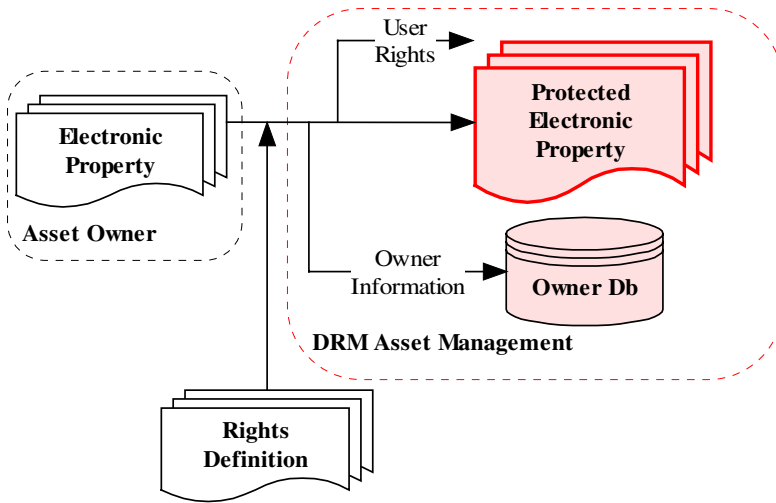 User
Rights
Protected
Electronic
Property
Electronic
Property
Asset Owner
Owner
Information
Owner Db
DRM Asset Management
Rights
Definition